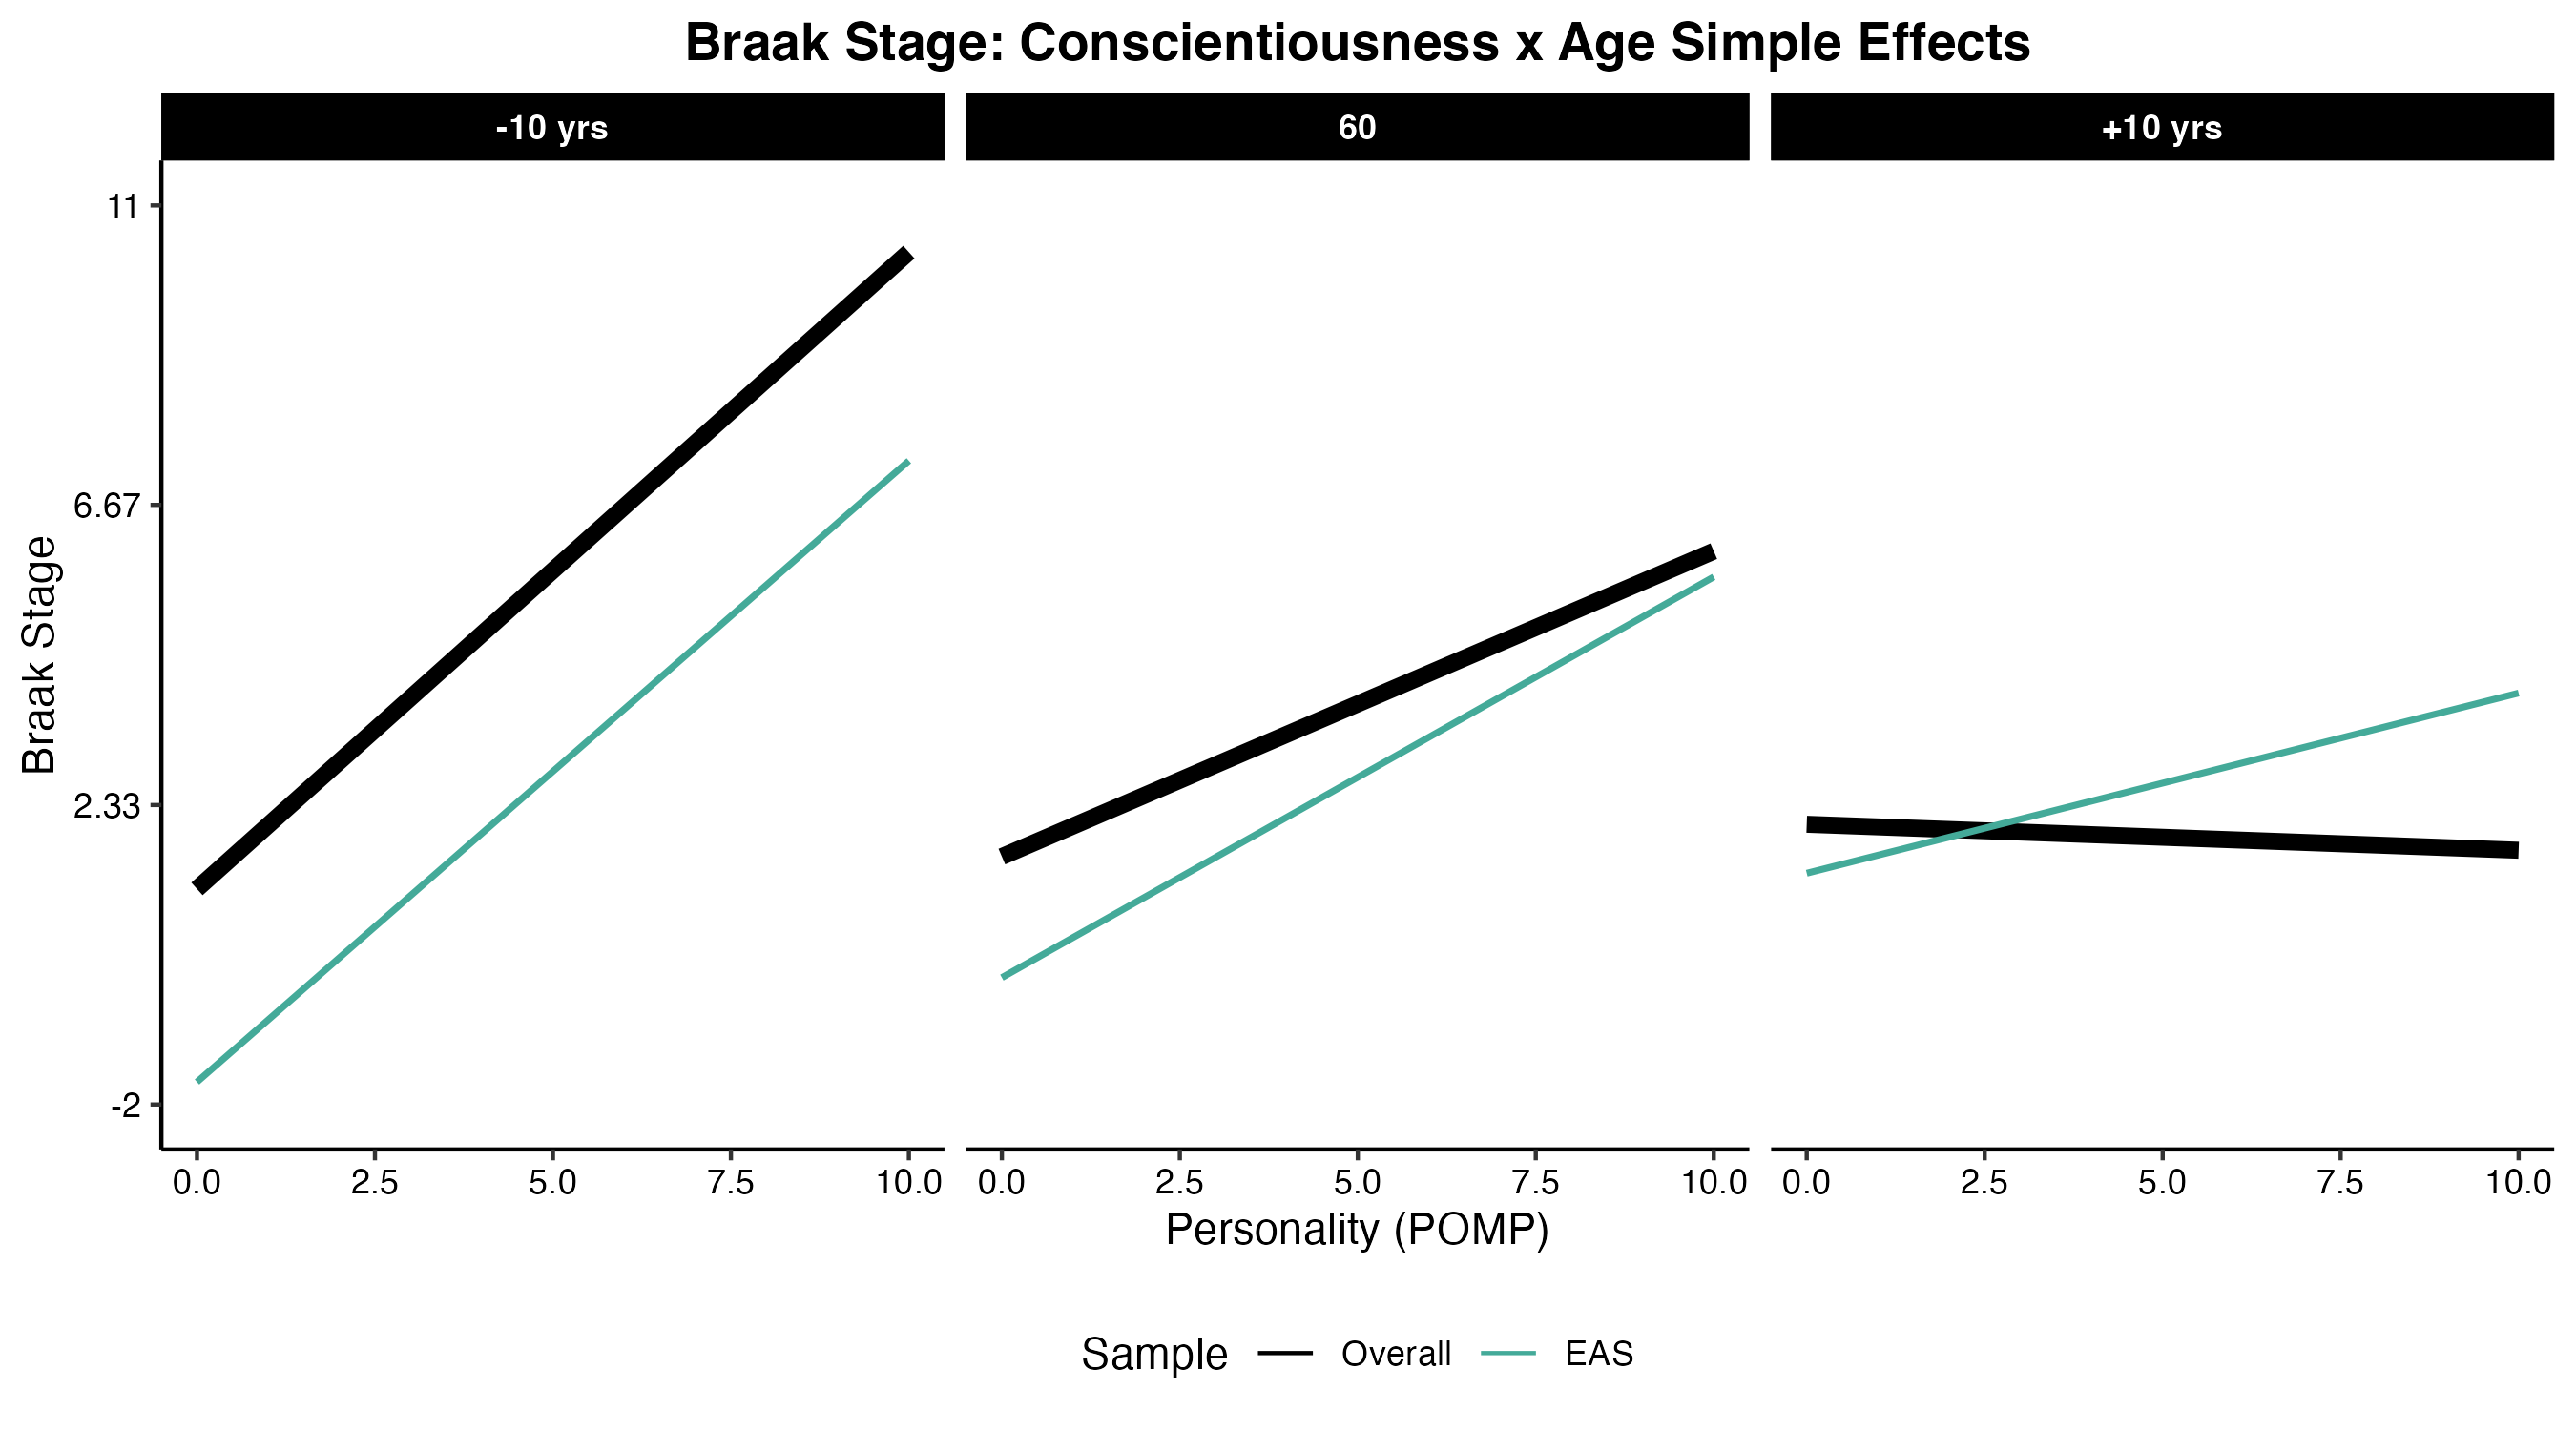 Braak Stage: Conscientiousness x Age Simple Effects
-10 yrs
60
+10 yrs
Braak Stage
11
6.67
2.33
-2
0.0 2.5 5.0 7.5 10.0
0.0 2.5 5.0 7.5 10.0
0.0 2.5 5.0 7.5 10.0
Personality (POMP)
Sample Overall EAS